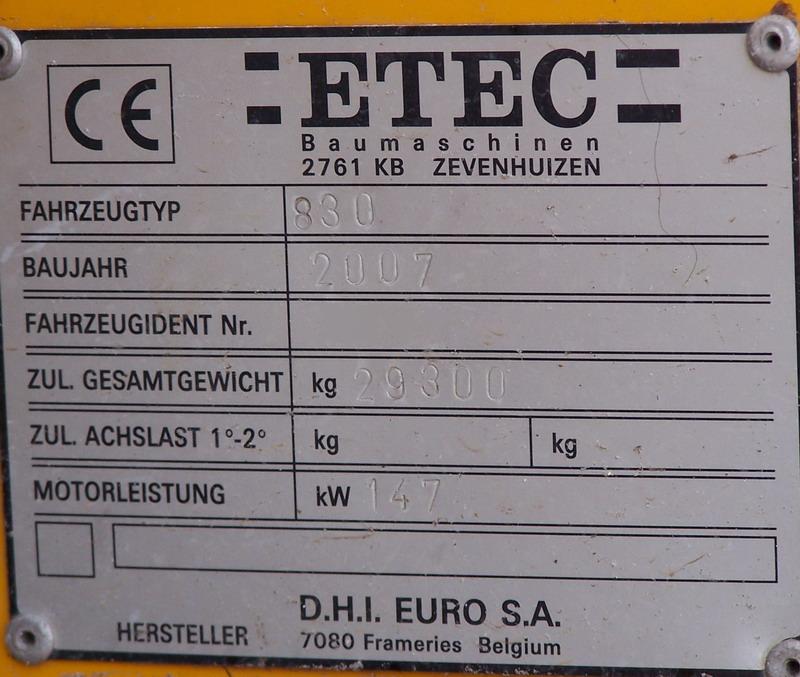 CE
ETEC
Baumaschinen
2761 KB ZEVENHUIZEN
FAHRZEUGTYP 830
BAUJAHR 2007
FAHRZEUGIDENT Nr.
ZUL. GESAMTGEWICHT kg 29300
ZUL. ACHSLAST 1°-2° kg kg
MOTORLEISTUNG kW 147
D.H.I. EURO S.A.
HERSTELLER 7080 Frameries Belgium